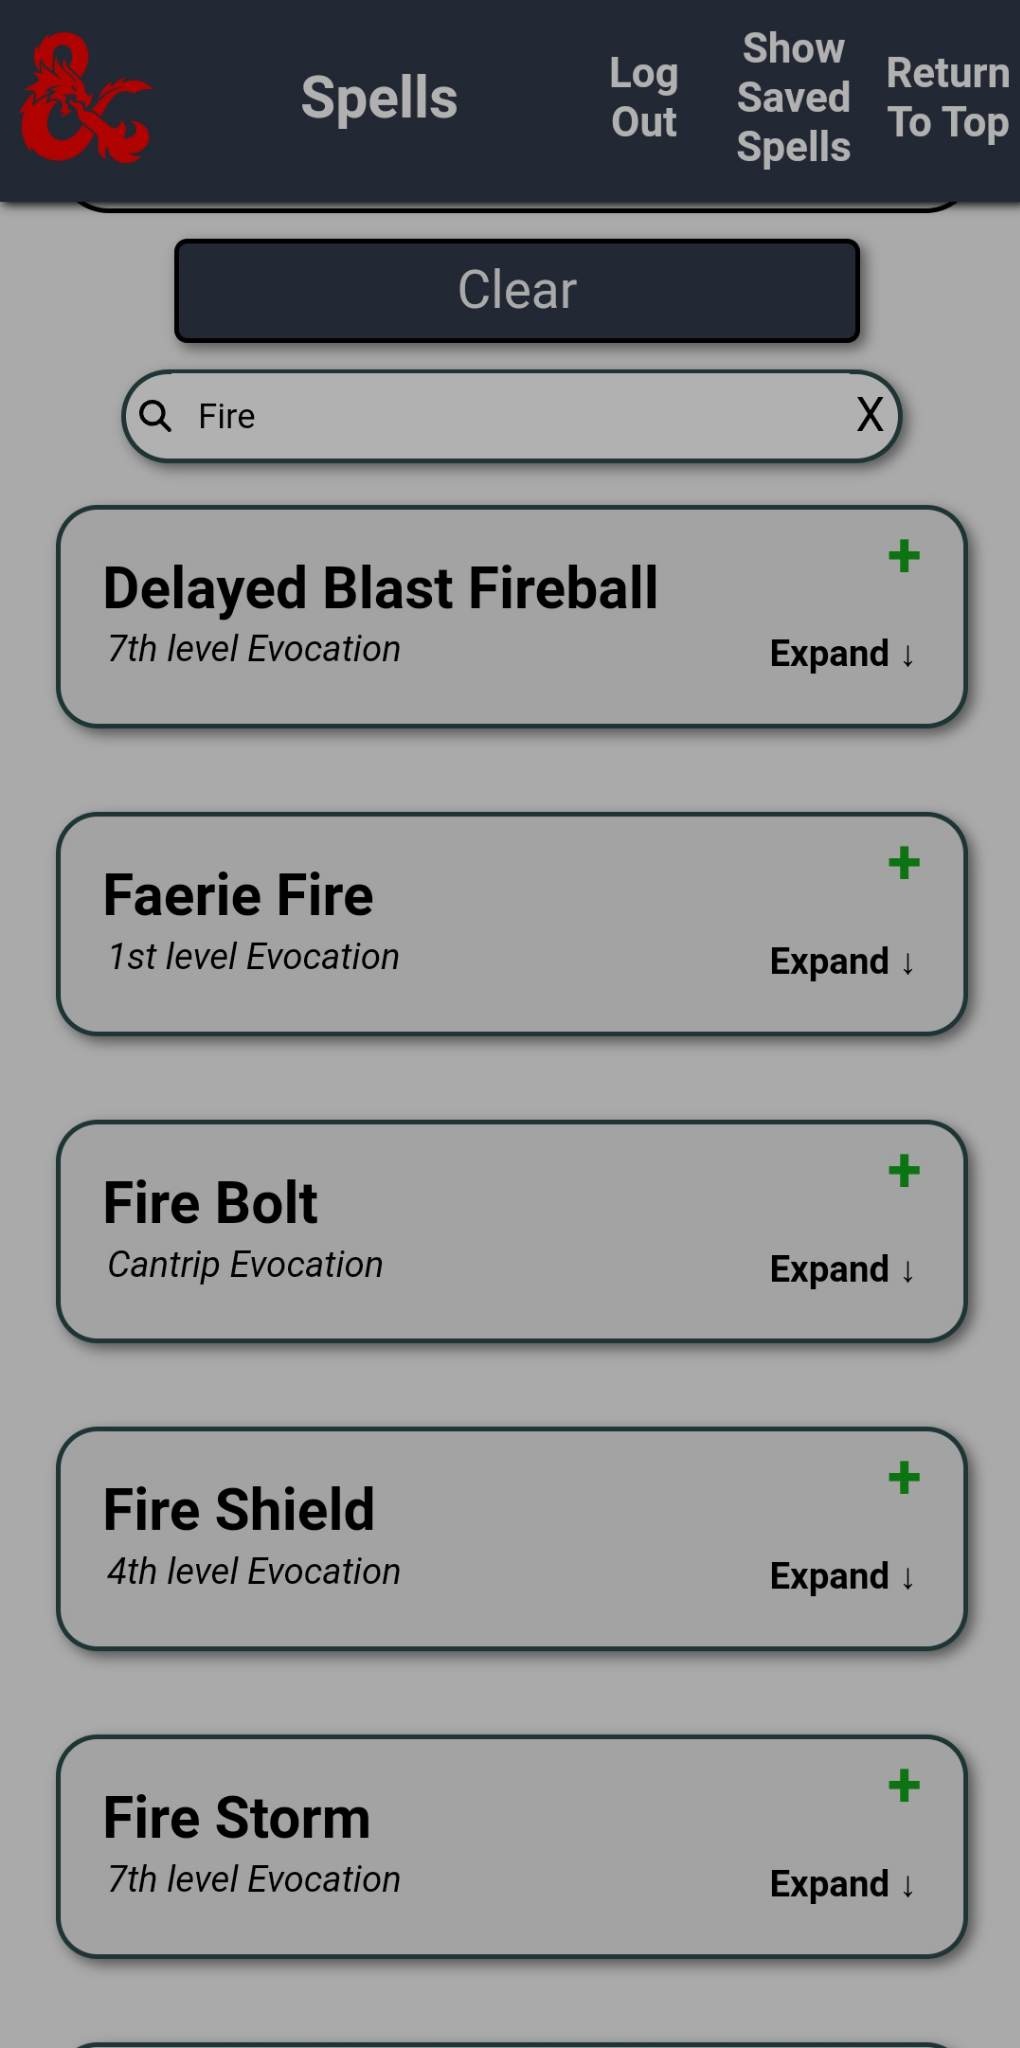 Spells
Log
Out
Show
Saved
Spells
Return
To Top
Clear
Fire
X
Delayed Blast Fireball
7th level Evocation
Expand ↓
Faerie Fire
1st level Evocation
Expand ↓
Fire Bolt
Cantrip Evocation
Expand ↓
Fire Shield
4th level Evocation
Expand ↓
Fire Storm
7th level Evocation
Expand ↓